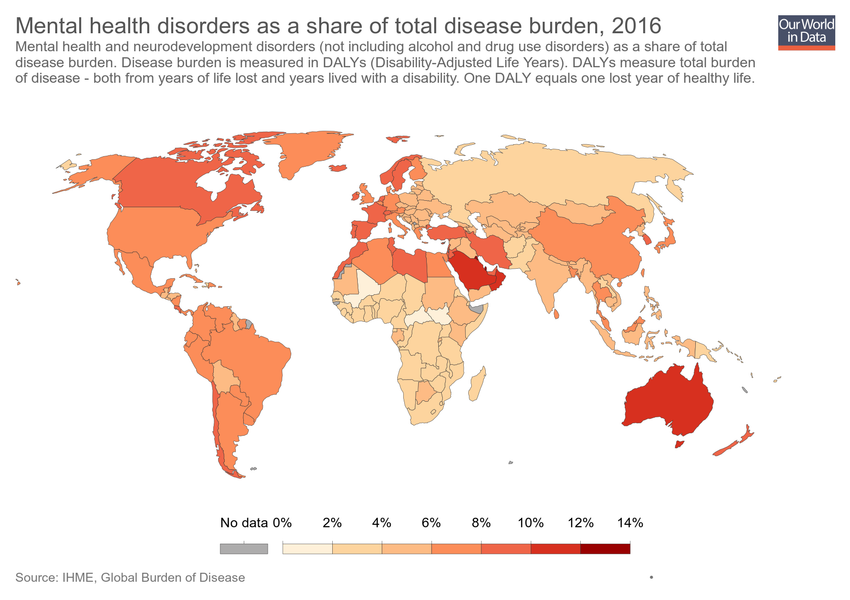 Mental health disorders as a share of total disease burden, 2016
Our World
in Data
Mental health and neurodevelopment disorders (not including alcohol and drug use disorders) as a share of total
disease burden. Disease burden is measured in DALYs (Disability-Adjusted Life Years). DALYs measure total burden
of disease - both from years of life lost and years lived with a disability. One DALY equals one lost year of healthy life.
No data 0% 2% 4% 6% 8% 10% 12% 14%
Source: IHME, Global Burden of Disease